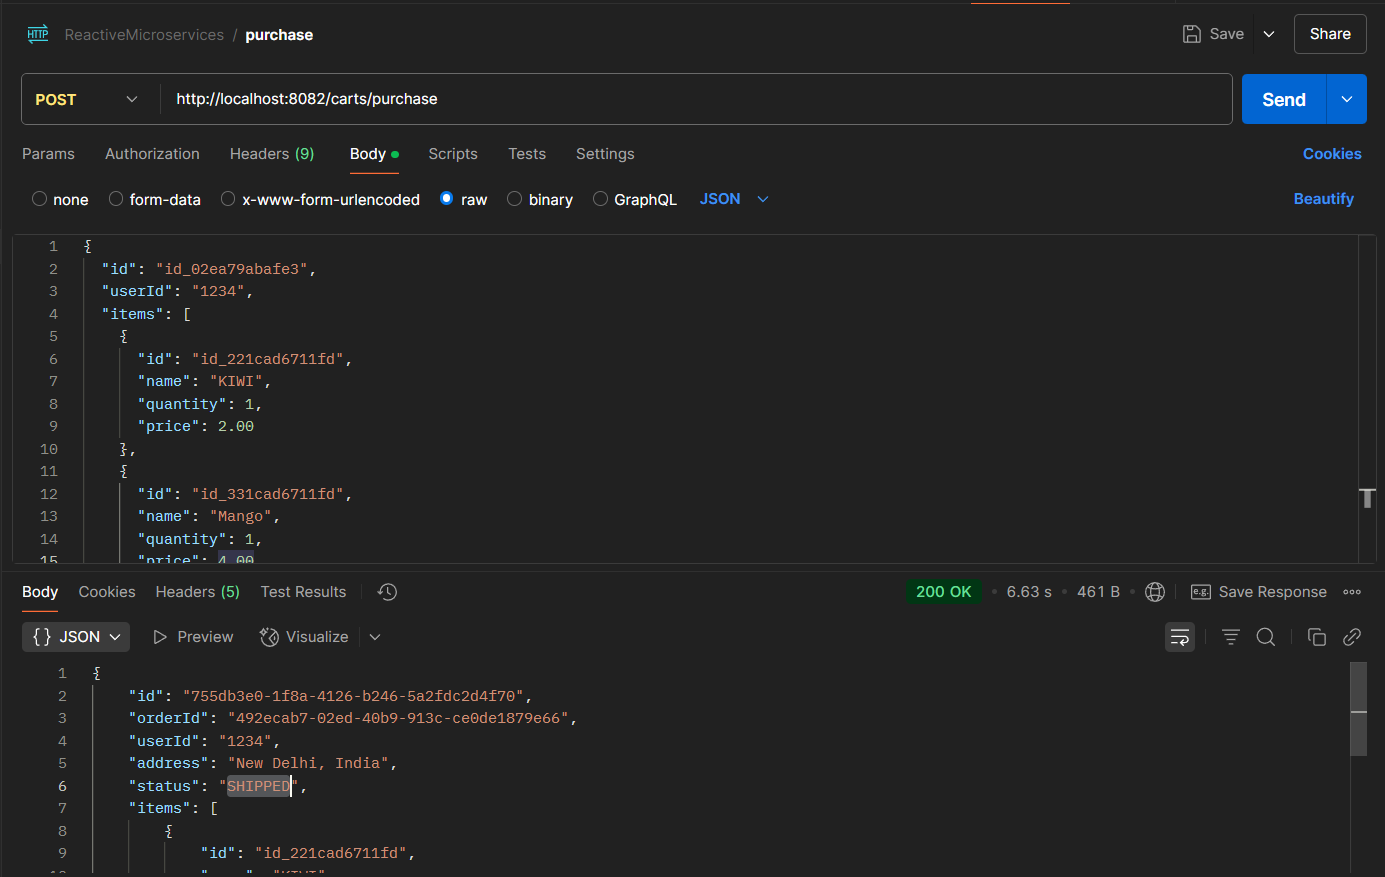 HTTP ReactiveMicroservices / purchase Save Share
POST http://localhost:8082/carts/purchase Send
Params Authorization Headers (9) Body Scripts Tests Settings Cookies
none form-data x-www-form-urlencoded raw binary GraphQL JSON Beautify
1 {
2 "id": "id_02ea79abafe3",
3 "userId": "1234",
4 "items": [
5 {
6 "id": "id_221cad6711fd",
7 "name": "KIWI",
8 "quantity": 1,
9 "price": 2.00
10 },
11 {
12 "id": "id_331cad6711fd",
13 "name": "Mango",
14 "quantity": 1,
15 "price": 4.00
Body Cookies Headers (5) Test Results 200 OK • 6.63 s • 461 B • e.g. Save Response
{} JSON Preview Visualize
1 {
2 "id": "755db3e0-1f8a-4126-b246-5a2fdc2d4f70",
3 "orderId": "492ecab7-02ed-40b9-913c-ce0de1879e66",
4 "userId": "1234",
5 "address": "New Delhi, India",
6 "status": "SHIPPED",
7 "items": [
8 {
9 "id": "id_221cad6711fd",